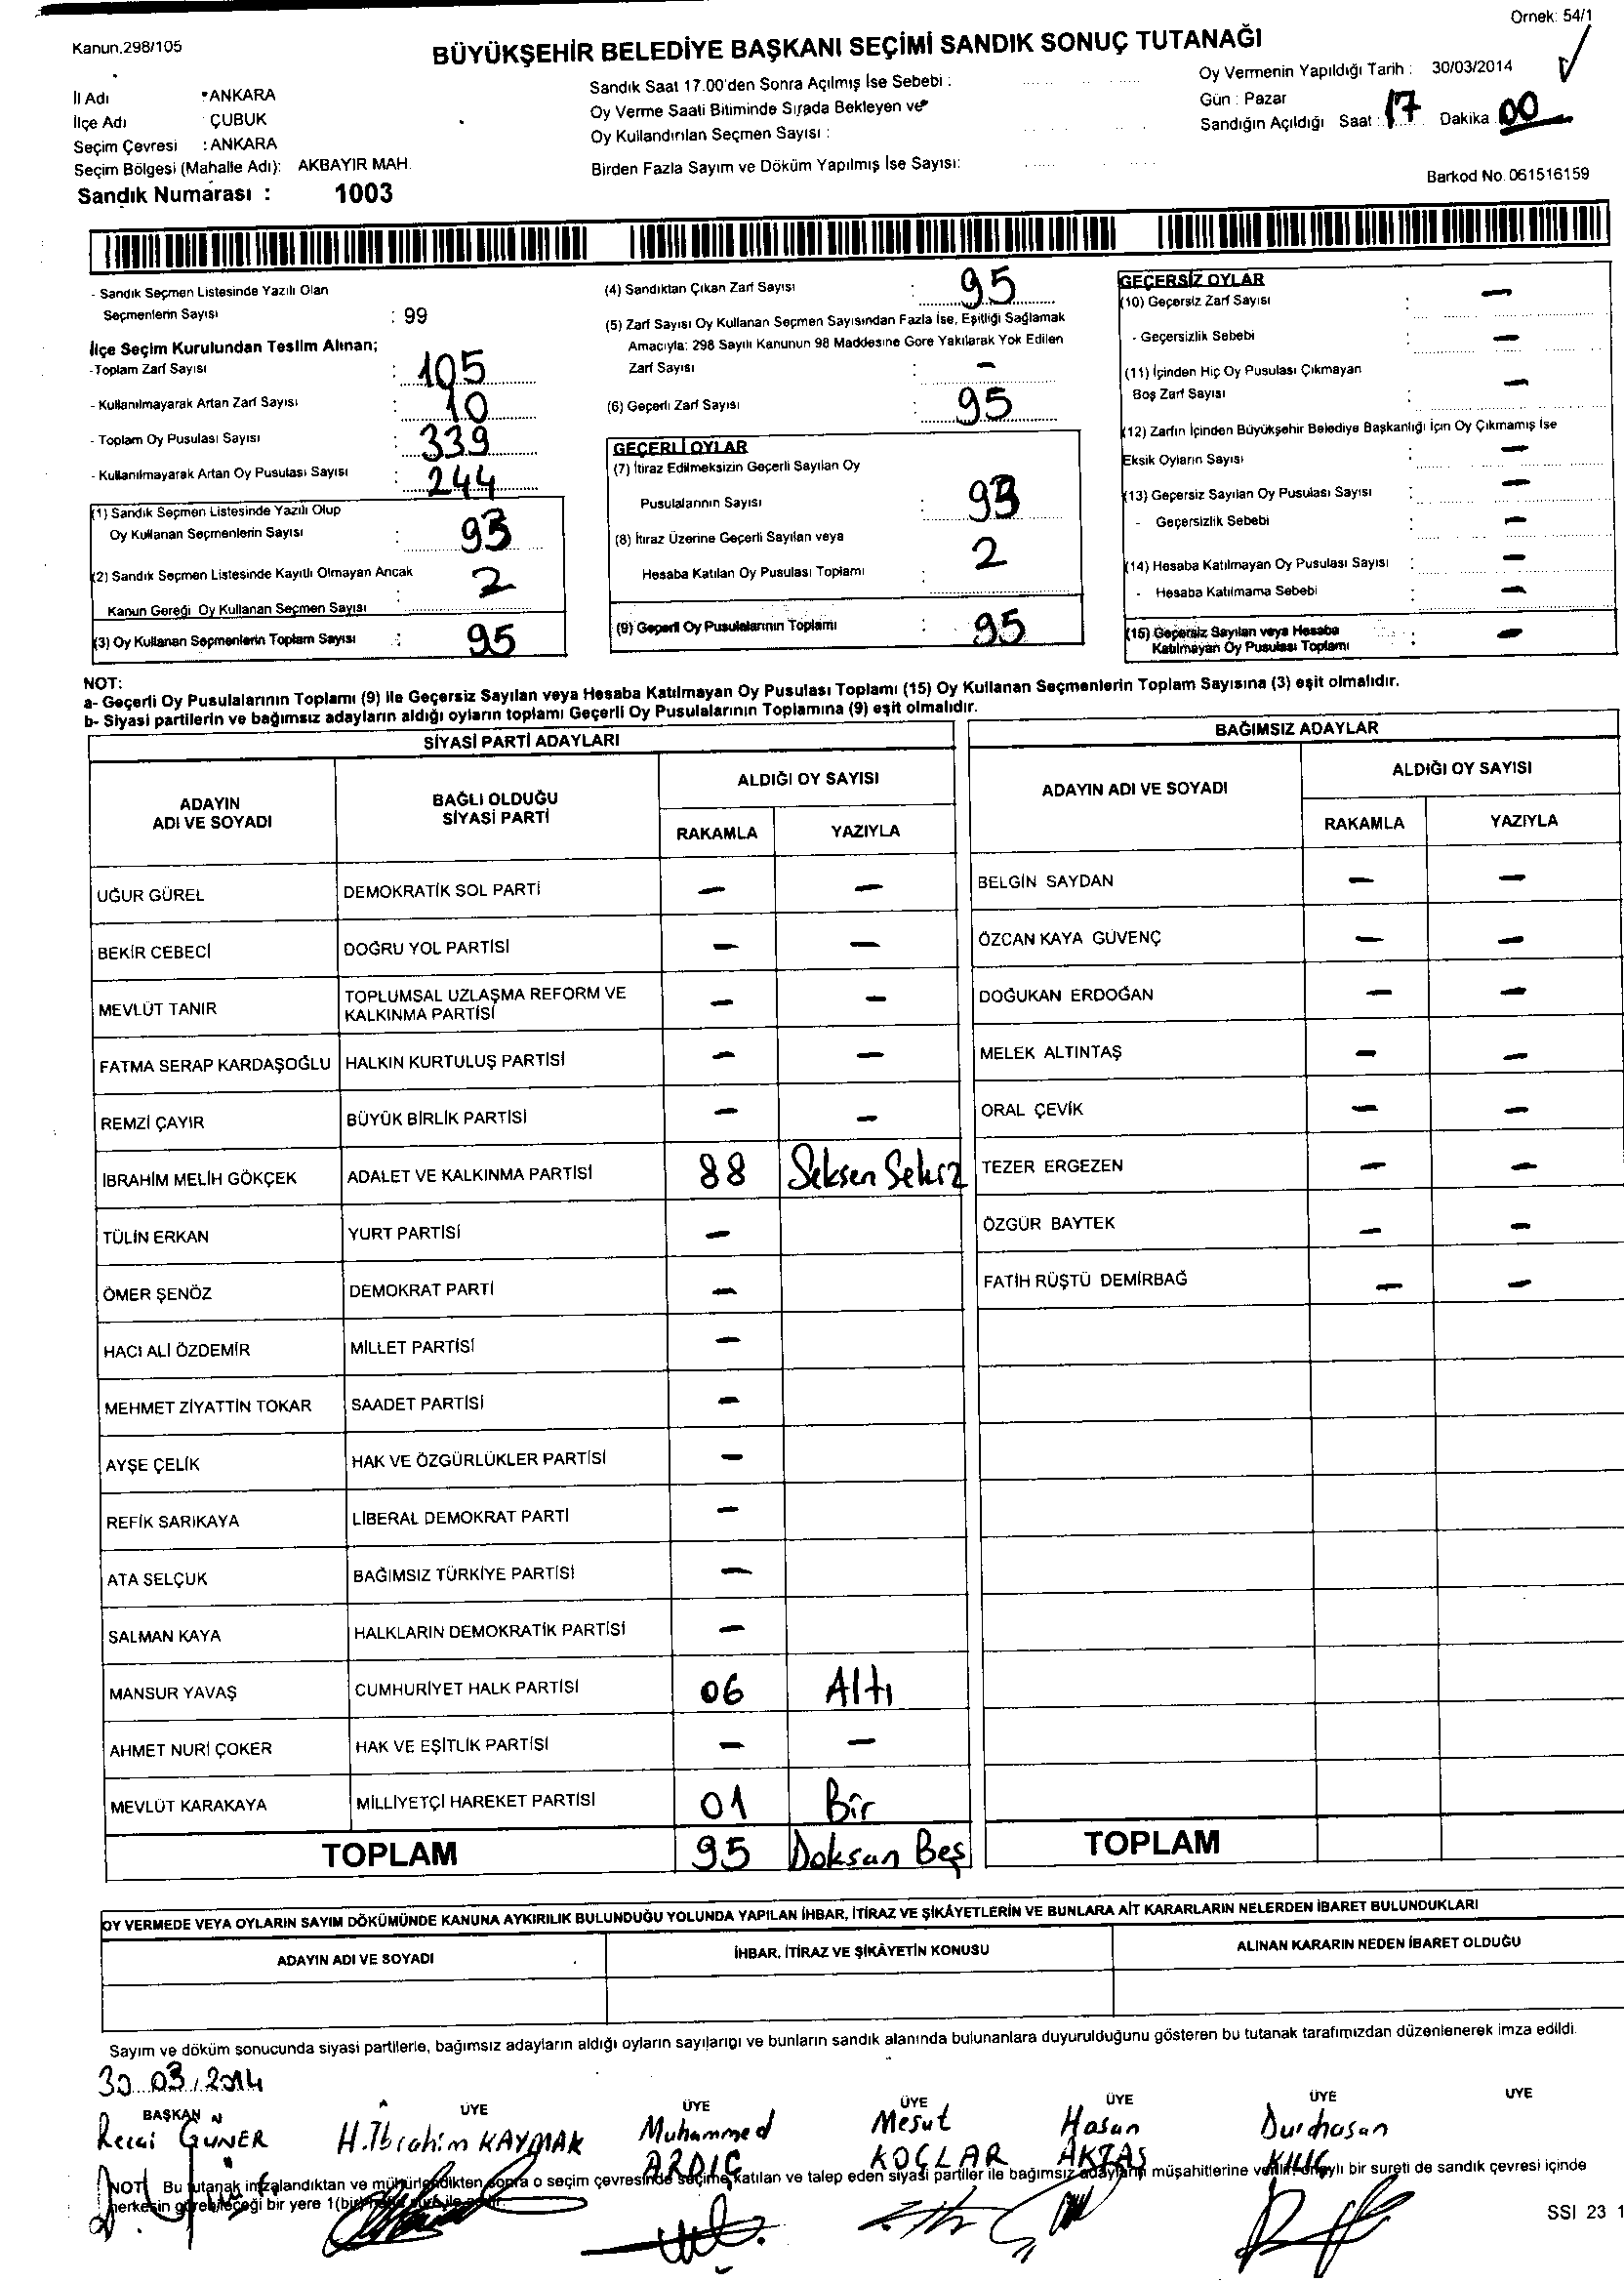 Örnek: 54/1
Kanun.298/105
BÜYÜKŞEHİR BELEDİYE BAŞKANI SEÇİMİ SANDIK SONUÇ TUTANAĞI
İl Adı : ANKARA
İlçe Adı : ÇUBUK
Seçim Çevresi : ANKARA
Seçim Bölgesi (Mahalle Adı): AKBAYIR MAH.
Sandık Numarası : 1003
Sandık Saat 17.00'den Sonra Açılmış İse Sebebi :
Oy Verme Saati Bitiminde Sırada Bekleyen ve
Oy Kullandırılan Seçmen Sayısı :
Birden Fazla Sayım ve Döküm Yapılmış İse Sayısı:
Oy Vermenin Yapıldığı Tarih : 30/03/2014
Gün : Pazar
Sandığın Açıldığı Saat : 17 Dakika 00
Barkod No. 061516159
- Sandık Seçmen Listesinde Yazılı Olan
Seçmenlerin Sayısı : 99
İlçe Seçim Kurulundan Teslim Alınan;
-Toplam Zarf Sayısı : 105
- Kullanılmayarak Artan Zarf Sayısı : 10
- Toplam Oy Pusulası Sayısı : 339
- Kullanılmayarak Artan Oy Pusulası Sayısı : 244
(1) Sandık Seçmen Listesinde Yazılı Olup
Oy Kullanan Seçmenlerin Sayısı : 93
(2) Sandık Seçmen Listesinde Kayıtlı Olmayan Ancak
Kanun Gereği Oy Kullanan Seçmen Sayısı : 2
(3) Oy Kullanan Seçmenlerin Toplam Sayısı : 95
(4) Sandıktan Çıkan Zarf Sayısı : 95
(5) Zarf Sayısı Oy Kullanan Seçmen Sayısından Fazla İse, Eşitliği Sağlamak
Amacıyla: 298 Sayılı Kanunun 98 Maddesine Göre Yakılarak Yok Edilen
Zarf Sayısı : -
(6) Geçerli Zarf Sayısı : 95
GEÇERLİ OYLAR
(7) İtiraz Edilmeksizin Geçerli Sayılan Oy
Pusulalarının Sayısı : 93
(8) İtiraz Üzerine Geçerli Sayılan veya
Hesaba Katılan Oy Pusulası Toplamı : 2
(9) Geçerli Oy Pusulalarının Toplamı : 95
GEÇERSİZ OYLAR
(10) Geçersiz Zarf Sayısı : -
- Geçersizlik Sebebi : -
(11) İçinden Hiç Oy Pusulası Çıkmayan
Boş Zarf Sayısı : -
(12) Zarfın İçinden Büyükşehir Belediye Başkanlığı İçin Oy Çıkmamış İse
Eksik Oyların Sayısı : -
(13) Geçersiz Sayılan Oy Pusulası Sayısı : -
- Geçersizlik Sebebi : -
(14) Hesaba Katılmayan Oy Pusulası Sayısı : -
- Hesaba Katılmama Sebebi : -
(15) Geçersiz Sayılan veya Hesaba
Katılmayan Oy Pusulası Toplamı : -
NOT:
a- Geçerli Oy Pusulalarının Toplamı (9) ile Geçersiz Sayılan veya Hesaba Katılmayan Oy Pusulası Toplamı (15) Oy Kullanan Seçmenlerin Toplam Sayısına (3) eşit olmalıdır.
b- Siyasi partilerin ve bağımsız adayların aldığı oyların toplamı Geçerli Oy Pusulalarının Toplamına (9) eşit olmalıdır.
SİYASİ PARTİ ADAYLARI
ADAYIN ADI VE SOYADI BAĞLI OLDUĞU SİYASİ PARTİ ALDIĞI OY SAYISI
RAKAMLA YAZIYLA
UĞUR GÜREL DEMOKRATİK SOL PARTİ - -
BEKİR CEBECİ DOĞRU YOL PARTİSİ - -
MEVLÜT TANIR TOPLUMSAL UZLAŞMA REFORM VE KALKINMA PARTİSİ - -
FATMA SERAP KARDAŞOĞLU HALKIN KURTULUŞ PARTİSİ - -
REMZİ ÇAYIR BÜYÜK BİRLİK PARTİSİ - -
İBRAHİM MELİH GÖKÇEK ADALET VE KALKINMA PARTİSİ 88 Seksen Sekiz
TÜLİN ERKAN YURT PARTİSİ -
ÖMER ŞENÖZ DEMOKRAT PARTİ -
HACI ALİ ÖZDEMİR MİLLET PARTİSİ -
MEHMET ZİYATTİN TOKAR SAADET PARTİSİ -
AYŞE ÇELİK HAK VE ÖZGÜRLÜKLER PARTİSİ -
REFİK SARIKAYA LİBERAL DEMOKRAT PARTİ -
ATA SELÇUK BAĞIMSIZ TÜRKİYE PARTİSİ -
SALMAN KAYA HALKLARIN DEMOKRATİK PARTİSİ -
MANSUR YAVAŞ CUMHURİYET HALK PARTİSİ 06 Altı
AHMET NURİ ÇOKER HAK VE EŞİTLİK PARTİSİ - -
MEVLÜT KARAKAYA MİLLİYETÇİ HAREKET PARTİSİ 01 Bir
TOPLAM 95 Doksan Beş
BAĞIMSIZ ADAYLAR
ADAYIN ADI VE SOYADI ALDIĞI OY SAYISI
RAKAMLA YAZIYLA
BELGİN SAYDAN - -
ÖZCAN KAYA GÜVENÇ - -
DOĞUKAN ERDOĞAN - -
MELEK ALTINTAŞ - -
ORAL ÇEVİK - -
TEZER ERGEZEN - -
ÖZGÜR BAYTEK - -
FATİH RÜŞTÜ DEMİRBAĞ - -
TOPLAM
OY VERMEDE VEYA OYLARIN SAYIM DÖKÜMÜNDE KANUNA AYKIRILIK BULUNDUĞU YOLUNDA YAPILAN İHBAR, İTİRAZ VE ŞİKÂYETLERİN VE BUNLARA AİT KARARLARIN NELERDEN İBARET BULUNDUKLARI
ADAYIN ADI VE SOYADI İHBAR, İTİRAZ VE ŞİKÂYETİN KONUSU ALINAN KARARIN NEDEN İBARET OLDUĞU
Sayım ve döküm sonucunda siyasi partilerle, bağımsız adayların aldığı oyların sayılarını ve bunların sandık alanında bulunanlara duyurulduğunu gösteren bu tutanak tarafımızdan düzenlenerek imza edildi.
30.03.2014
BAŞKAN ÜYE ÜYE ÜYE ÜYE ÜYE ÜYE
Recai GÜNER H.İbrahim KAYMAK Muhammed ARDIÇ Mesut KOÇLAR Hasan AKTAŞ Durhasan KILIÇ
NOT Bu tutanak imzalandıktan ve mühürlendikten sonra o seçim çevresinde seçime katılan ve talep eden siyasi partiler ile bağımsız adayların müşahitlerine verilir. onaylı bir sureti de sandık çevresi içinde
herkesin görebileceği bir yere 1(bir)
SSI 23 1